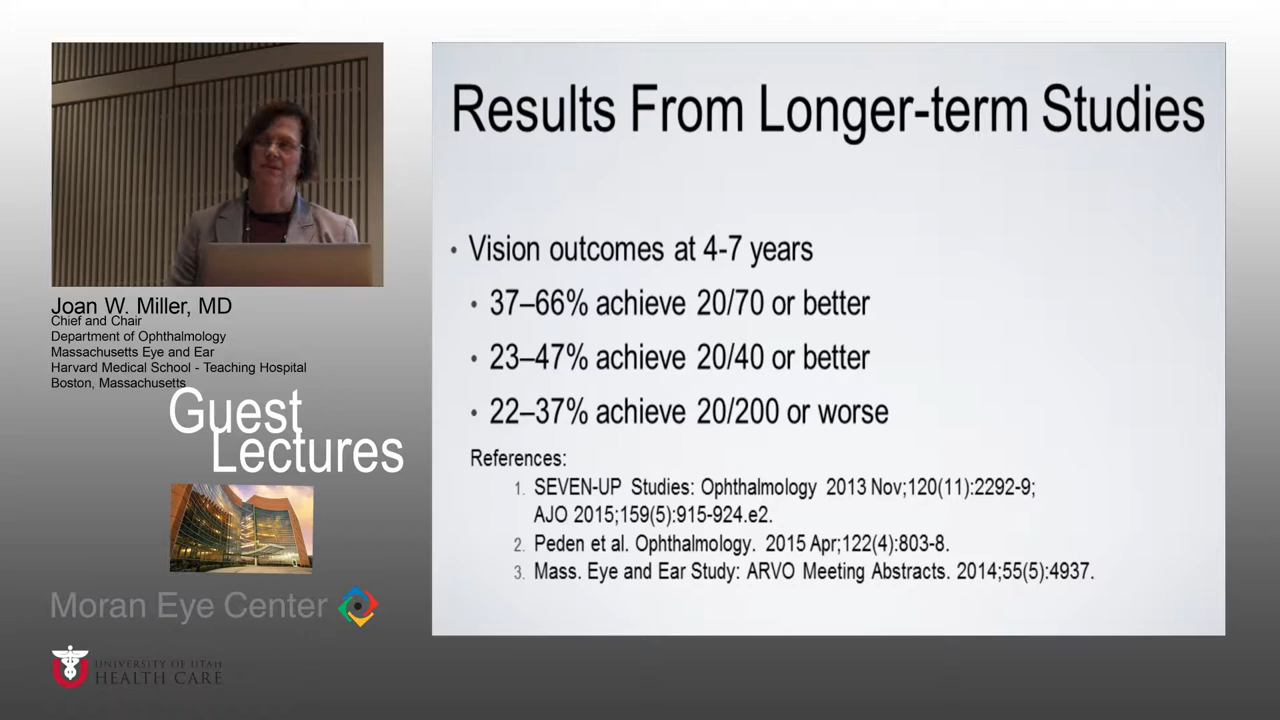 Results From Longer-term Studies
• Vision outcomes at 4-7 years
• 37–66% achieve 20/70 or better
• 23–47% achieve 20/40 or better
• 22–37% achieve 20/200 or worse
References:
1. SEVEN-UP Studies: Ophthalmology 2013 Nov;120(11):2292-9;
AJO 2015;159(5):915-924.e2.
2. Peden et al. Ophthalmology. 2015 Apr;122(4):803-8.
3. Mass. Eye and Ear Study: ARVO Meeting Abstracts. 2014;55(5):4937.
Joan W. Miller, MD
Chief and Chair
Department of Ophthalmology
Massachusetts Eye and Ear
Harvard Medical School - Teaching Hospital
Boston, Massachusetts
Guest
Lectures
Moran Eye Center
UNIVERSITY OF UTAH
HEALTH CARE